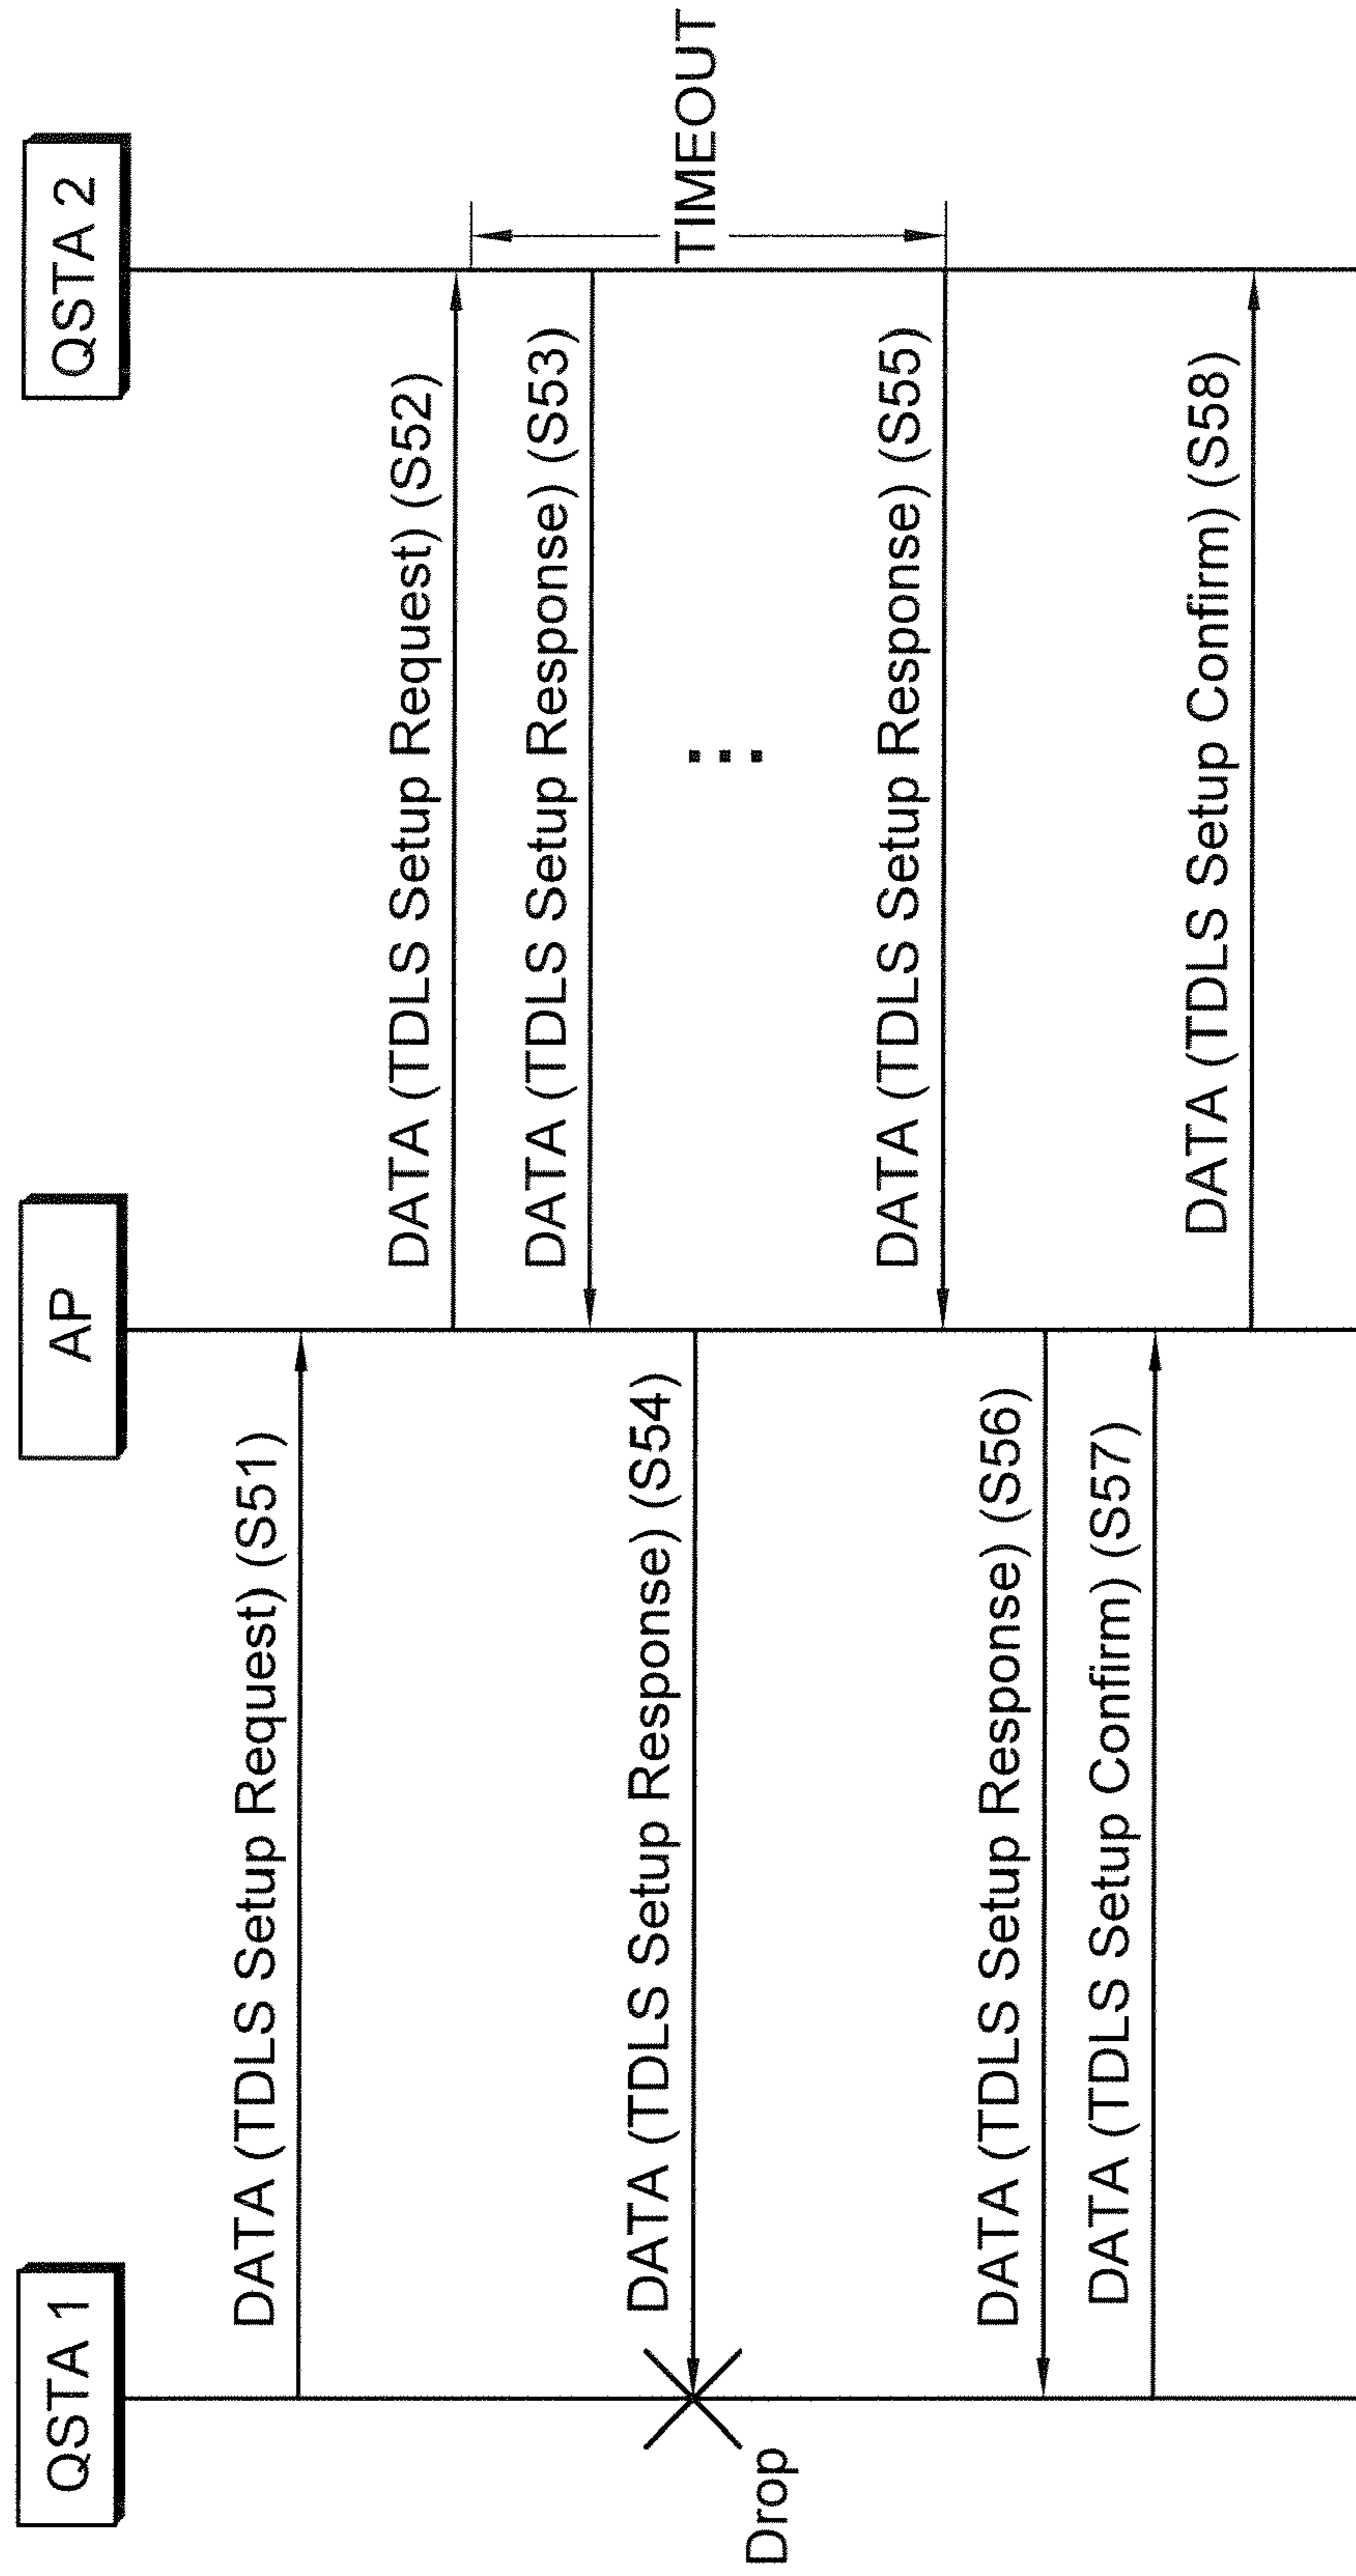 QSTA 1
AP
QSTA 2
DATA (TDLS Setup Request) (S51)
DATA (TDLS Setup Request) (S52)
TIMEOUT
DATA (TDLS Setup Response) (S53)
DATA (TDLS Setup Response) (S54)
Drop
...
DATA (TDLS Setup Response) (S55)
DATA (TDLS Setup Response) (S56)
DATA (TDLS Setup Confirm) (S57)
DATA (TDLS Setup Confirm) (S58)